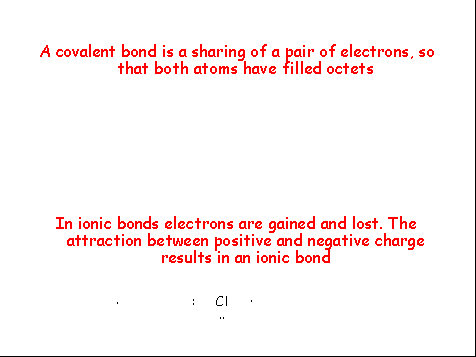 A covalent bond is a sharing of a pair of electrons, so
that both atoms have filled octets
In ionic bonds electrons are gained and lost. The
attraction between positive and negative charge
results in an ionic bond
. : Cl .
..